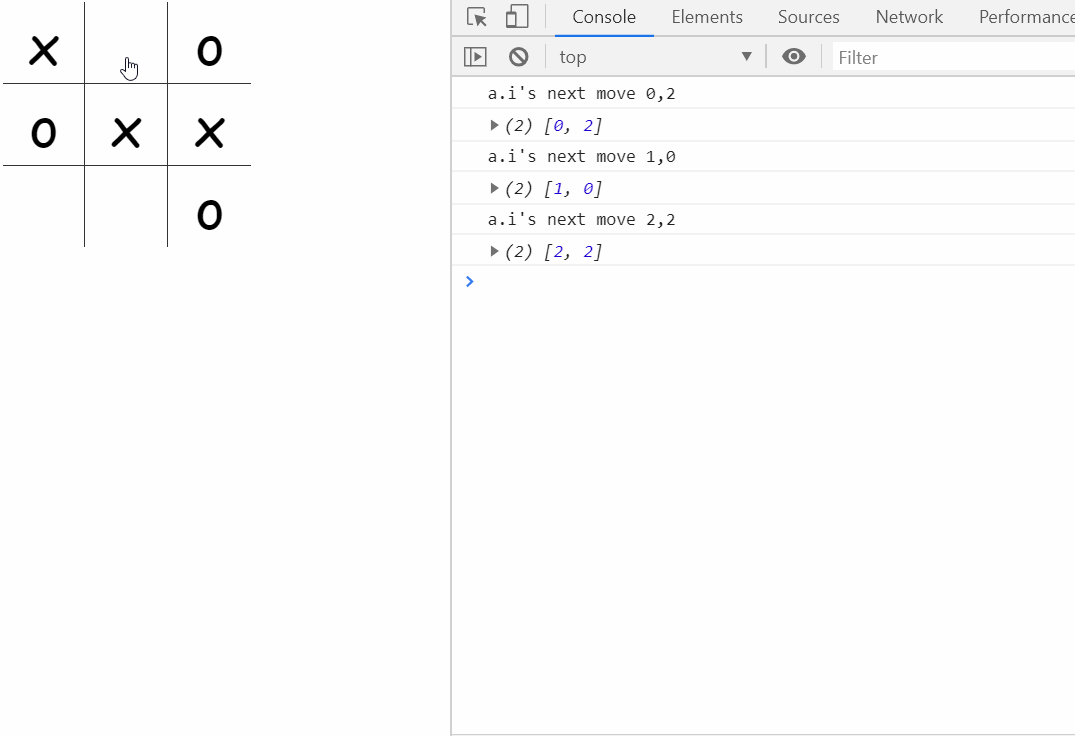 X O
O X X
O
Console Elements Sources Network Performance
top Filter
a.i's next move 0,2
(2) [0, 2]
a.i's next move 1,0
(2) [1, 0]
a.i's next move 2,2
(2) [2, 2]